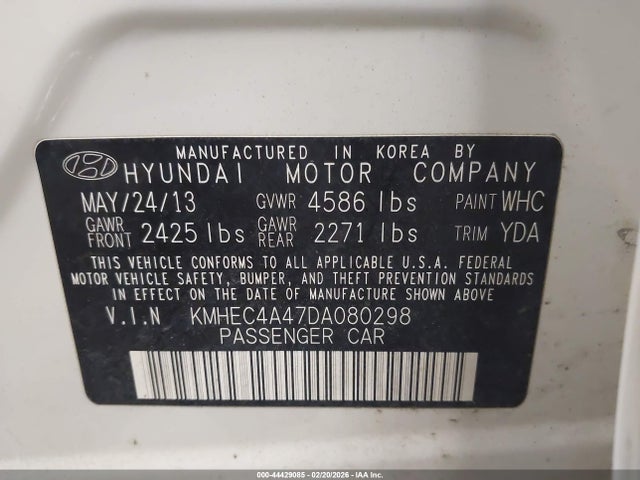 MANUFACTURED IN KOREA BY
HYUNDAI MOTOR COMPANY
MAY/24/13 GVWR 4586 lbs PAINT WHC
GAWR FRONT 2425 lbs GAWR REAR 2271 lbs TRIM YDA
THIS VEHICLE CONFORMS TO ALL APPLICABLE U.S.A. FEDERAL
MOTOR VEHICLE SAFETY, BUMPER, AND THEFT PREVENTION STANDARDS
IN EFFECT ON THE DATE OF MANUFACTURE SHOWN ABOVE
V.I.N KMHEC4A47DA080298
PASSENGER CAR
000-44429085 - 02/20/2026 - IAA Inc.